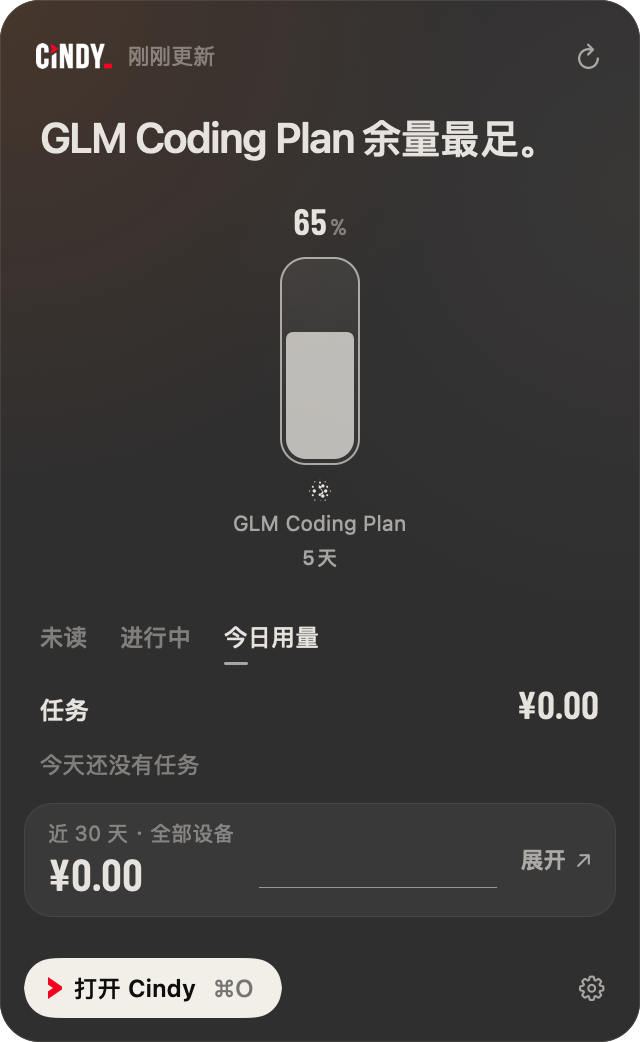 CiNDY_ 刚刚更新
GLM Coding Plan 余量最足。
65%
GLM Coding Plan
5天
未读 进行中 今日用量
任务 ¥0.00
今天还没有任务
近 30 天 · 全部设备
¥0.00
展开 ↗
打开 Cindy ⌘O